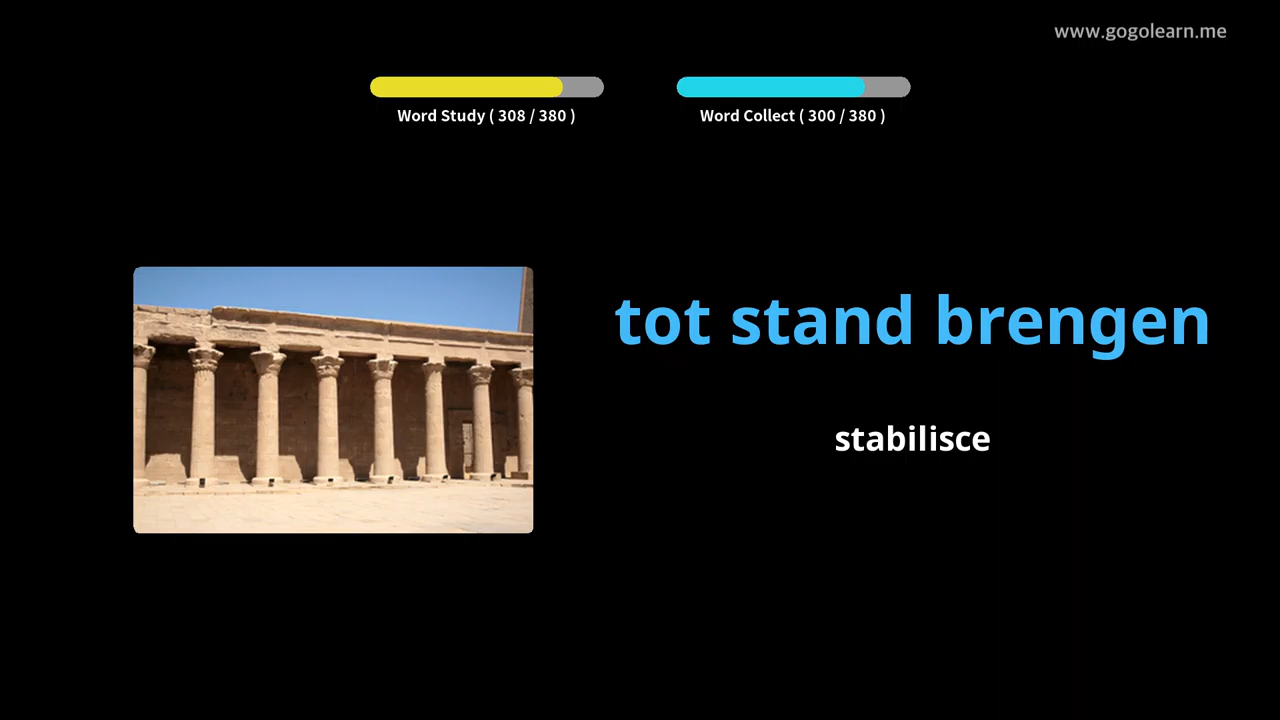 www.gogolearn.me
Word Study ( 308 / 380 )
Word Collect ( 300 / 380 )
tot stand brengen
stabilisce